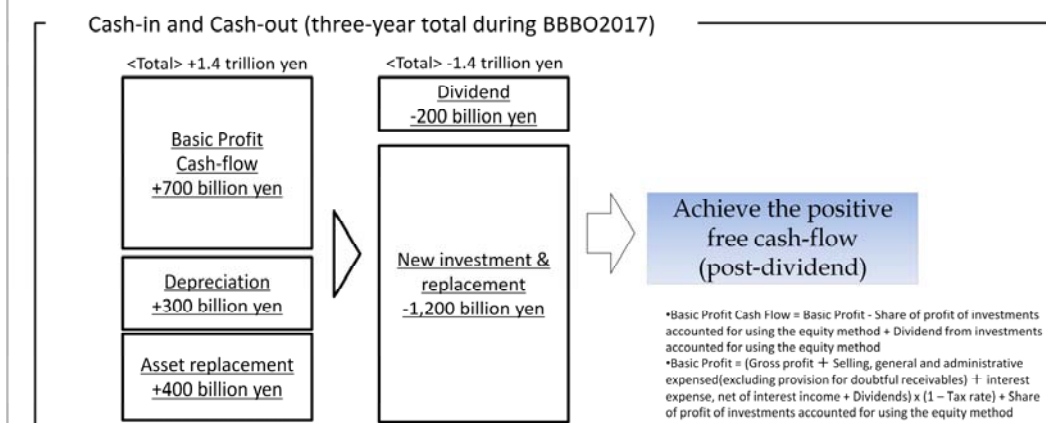 Cash-in and Cash-out (three-year total during BBBO2017)
<Total> +1.4 trillion yen
Basic Profit
Cash-flow
+700 billion yen
Depreciation
+300 billion yen
Asset replacement
+400 billion yen
<Total> -1.4 trillion yen
Dividend
-200 billion yen
New investment &
replacement
-1,200 billion yen
Achieve the positive
free cash-flow
(post-dividend)
•Basic Profit Cash Flow = Basic Profit - Share of profit of investments
accounted for using the equity method + Dividend from investments
accounted for using the equity method
•Basic Profit = (Gross profit + Selling, general and administrative
expensed(excluding provision for doubtful receivables) + interest
expense, net of interest income + Dividends) x (1 – Tax rate) + Share
of profit of investments accounted for using the equity method